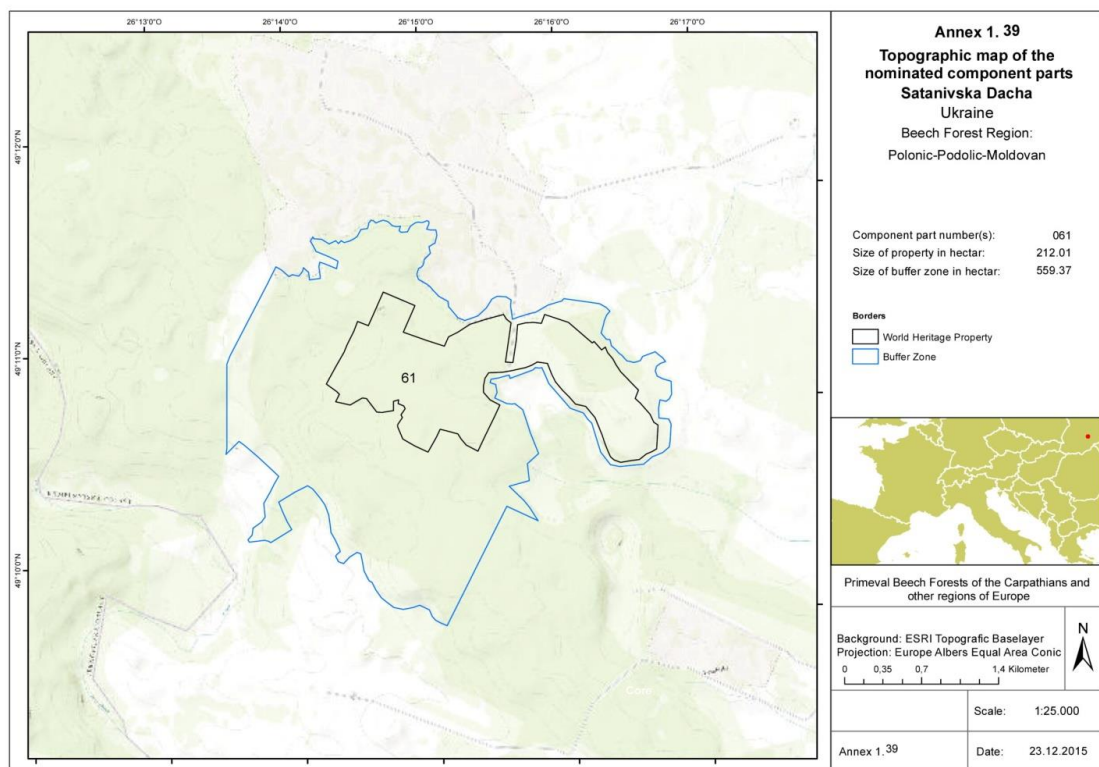 26°13'0"O 26°14'0"O 26°15'0"O 26°16'0"O 26°17'0"O
49°12'0"N
49°11'0"N
49°10'0"N
61
Annex 1. 39
Topographic map of the
nominated component parts
Satanivska Dacha
Ukraine
Beech Forest Region:
Polonic-Podolic-Moldovan
Component part number(s): 061
Size of property in hectar: 212.01
Size of buffer zone in hectar: 559.37
Borders
World Heritage Property
Buffer Zone
Primeval Beech Forests of the Carpathians and
other regions of Europe
Background: ESRI Topografic Baselayer
Projection: Europe Albers Equal Area Conic
0 0,35 0,7 1,4 Kilometer
N
Scale: 1:25.000
Annex 1. 39
Date: 23.12.2015